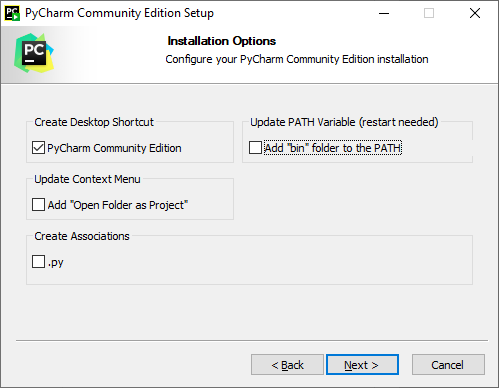 PyCharm Community Edition Setup
PC
Installation Options
Configure your PyCharm Community Edition installation
Create Desktop Shortcut
PyCharm Community Edition
Update PATH Variable (restart needed)
Add "bin" folder to the PATH
Update Context Menu
Add "Open Folder as Project"
Create Associations
.py
< Back
Next >
Cancel